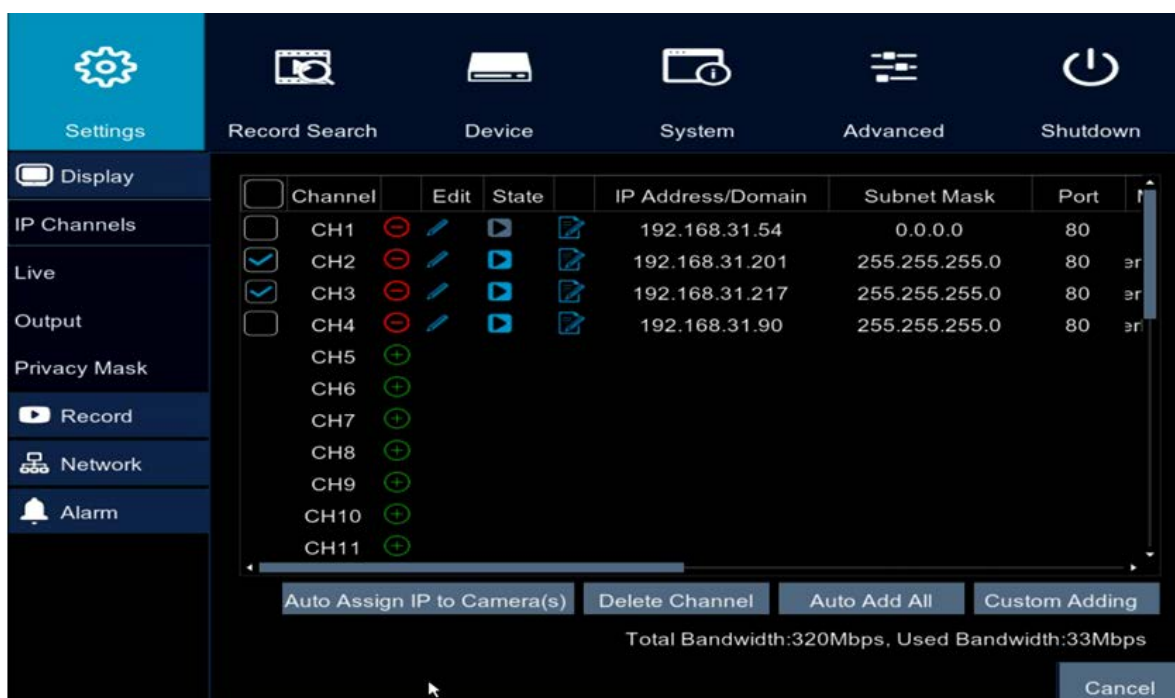 Settings Record Search Device System Advanced Shutdown
Display
IP Channels
Live
Output
Privacy Mask
Record
Network
Alarm
Channel Edit State IP Address/Domain Subnet Mask Port
CH1 192.168.31.54 0.0.0.0 80
CH2 192.168.31.201 255.255.255.0 80
CH3 192.168.31.217 255.255.255.0 80
CH4 192.168.31.90 255.255.255.0 80
CH5
CH6
CH7
CH8
CH9
CH10
CH11
Auto Assign IP to Camera(s) Delete Channel Auto Add All Custom Adding
Total Bandwidth:320Mbps, Used Bandwidth:33Mbps
Cancel